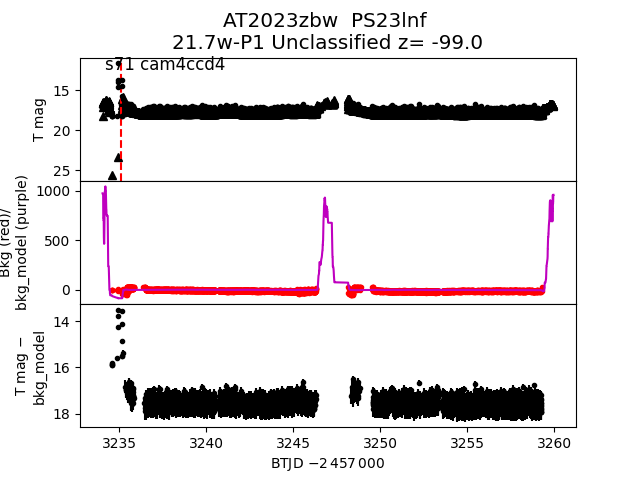 AT2023zbw  PS23lnf
21.7w-P1 Unclassified z= -99.0
s71 cam4ccd4
15
20
25
T mag
1000
500
0
Bkg (red)/
bkg_model (purple)
14
16
18
T mag −
bkg_model
3235 3240 3245 3250 3255 3260
BTJD −2 457 000